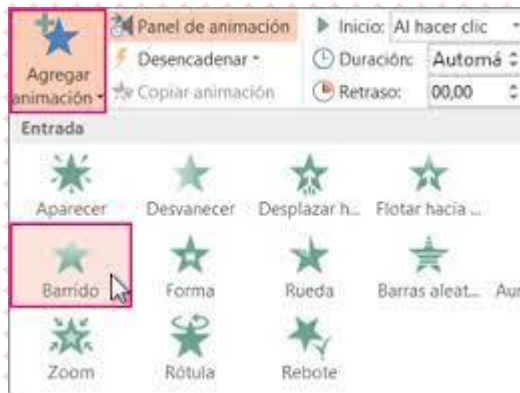 Agregar animación
Panel de animación
Desencadenar
Copiar animación
Inicio: Al hacer clic
Duración: Automá
Retraso: 00,00
Entrada
Aparecer Desvanecer Desplazar h... Flotar hacia ...
Barrido Forma Rueda Barras aleat... Aur
Zoom Rótula Rebote